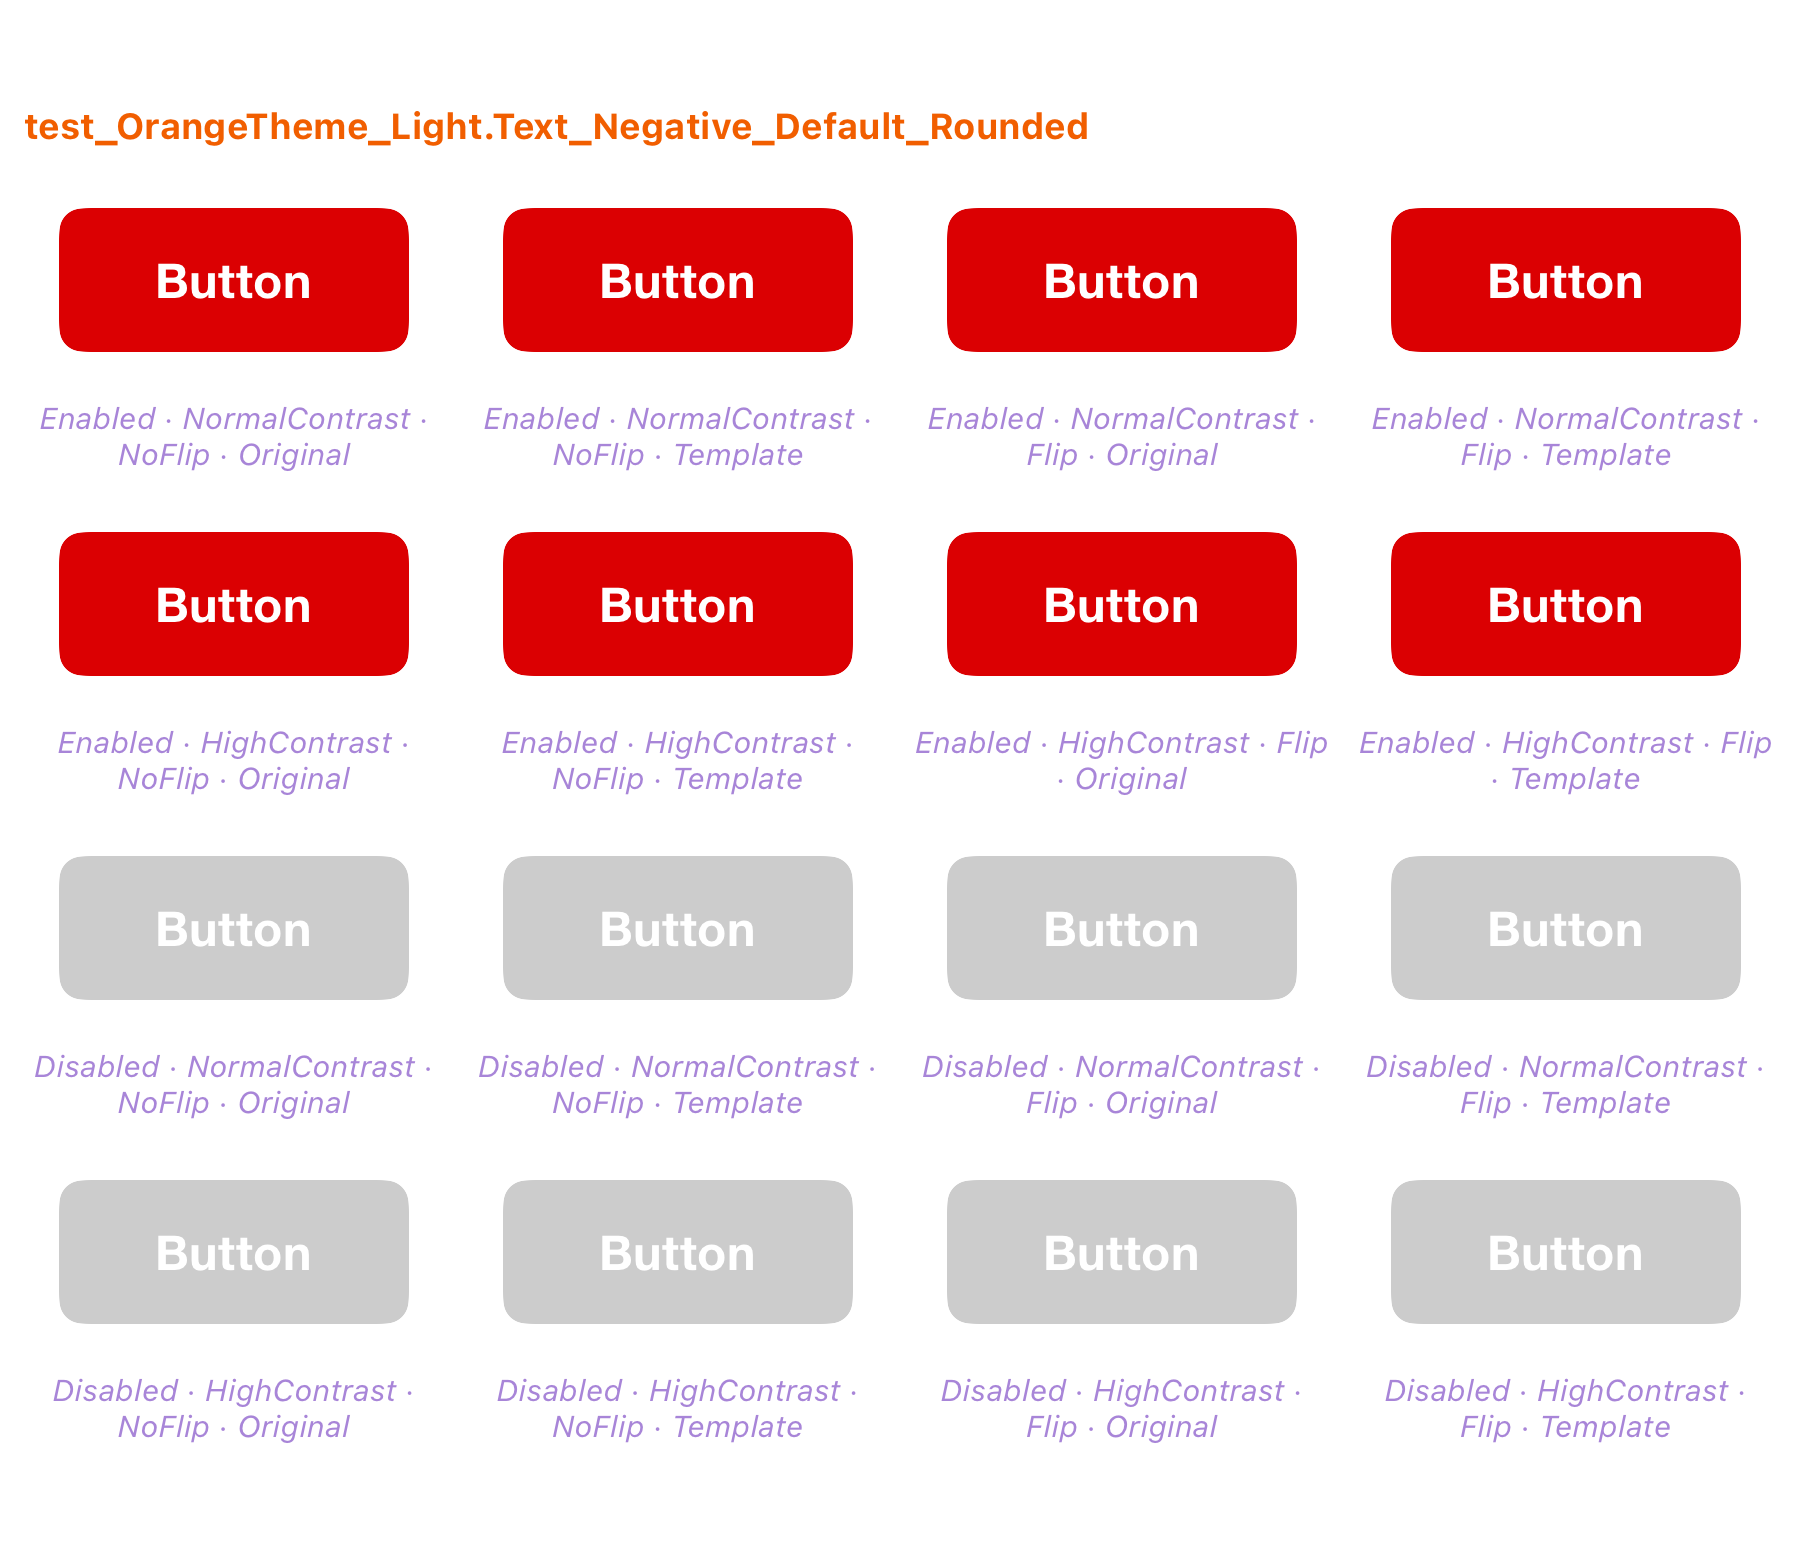 test_OrangeTheme_Light.Text_Negative_Default_Rounded
Button Button Button Button
Enabled · NormalContrast · Enabled · NormalContrast · Enabled · NormalContrast · Enabled · NormalContrast ·
NoFlip · Original NoFlip · Template Flip · Original Flip · Template
Button Button Button Button
Enabled · HighContrast · Enabled · HighContrast · Enabled · HighContrast · Flip Enabled · HighContrast · Flip
NoFlip · Original NoFlip · Template · Original · Template
Button Button Button Button
Disabled · NormalContrast · Disabled · NormalContrast · Disabled · NormalContrast · Disabled · NormalContrast ·
NoFlip · Original NoFlip · Template Flip · Original Flip · Template
Button Button Button Button
Disabled · HighContrast · Disabled · HighContrast · Disabled · HighContrast · Disabled · HighContrast ·
NoFlip · Original NoFlip · Template Flip · Original Flip · Template